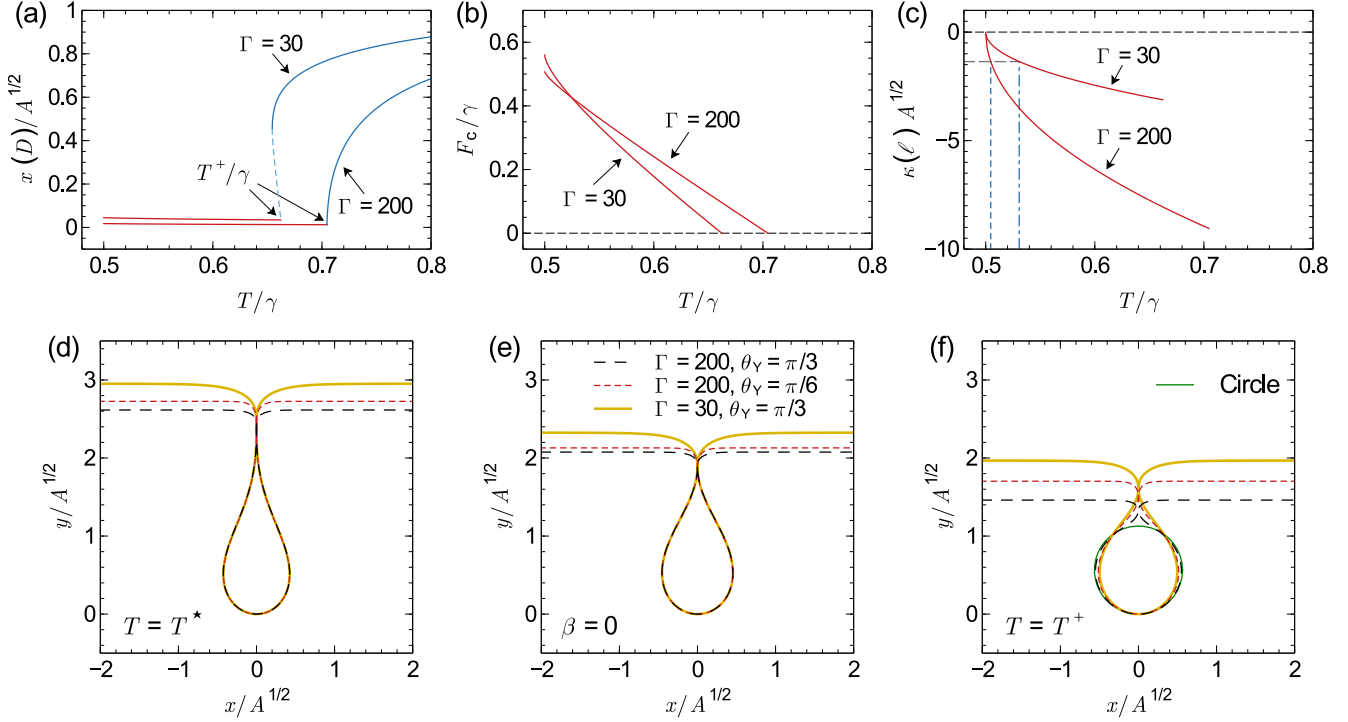 (a)
1
0.8
0.6
0.4
0.2
0
x (D) / A^{1/2}
Γ = 30
T^+/γ
Γ = 200
0.5 0.6 0.7 0.8
T/γ
(b)
0.8
0.6
0.4
0.2
0
F_c/γ
Γ = 200
Γ = 30
0.5 0.6 0.7 0.8
T/γ
(c)
0
−5
−10
κ(ℓ) A^{1/2}
Γ = 30
Γ = 200
0.5 0.6 0.7 0.8
T/γ
(d)
3
2
1
0
y/A^{1/2}
T = T^⋆
−2 −1 0 1 2
x/A^{1/2}
(e)
Γ = 200, θ_Y = π/3
Γ = 200, θ_Y = π/6
Γ = 30, θ_Y = π/3
3
2
1
0
y/A^{1/2}
β = 0
−2 −1 0 1 2
x/A^{1/2}
(f)
Circle
3
2
1
0
y/A^{1/2}
T = T^+
−2 −1 0 1 2
x/A^{1/2}